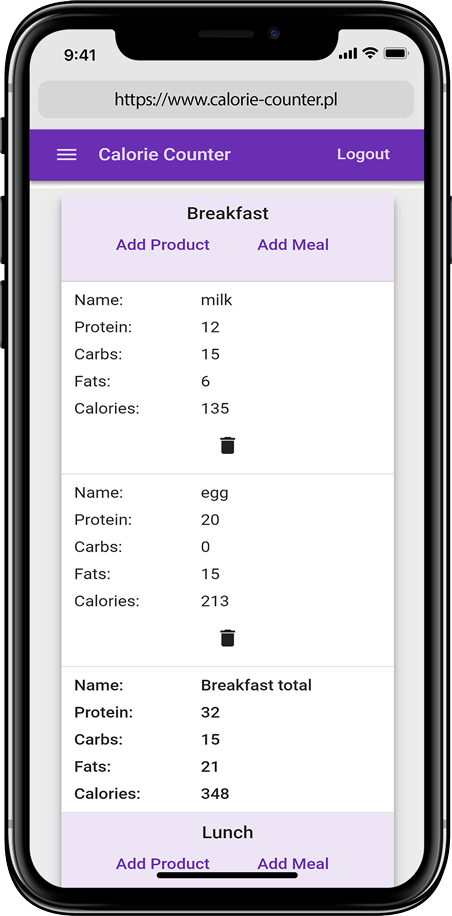 9:41
https://www.calorie-counter.pl
Calorie Counter Logout
Breakfast
Add Product Add Meal
Name: milk
Protein: 12
Carbs: 15
Fats: 6
Calories: 135
Name: egg
Protein: 20
Carbs: 0
Fats: 15
Calories: 213
Name: Breakfast total
Protein: 32
Carbs: 15
Fats: 21
Calories: 348
Lunch
Add Product Add Meal